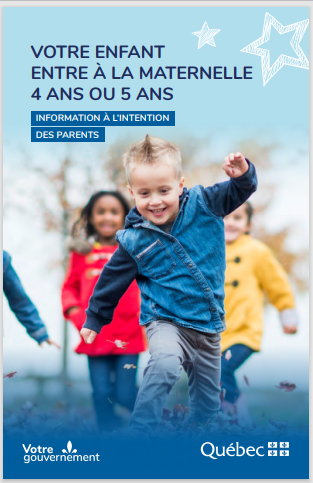 VOTRE ENFANT
ENTRE À LA MATERNELLE
4 ANS OU 5 ANS
INFORMATION À L'INTENTION
DES PARENTS
Votre
gouvernement
Québec